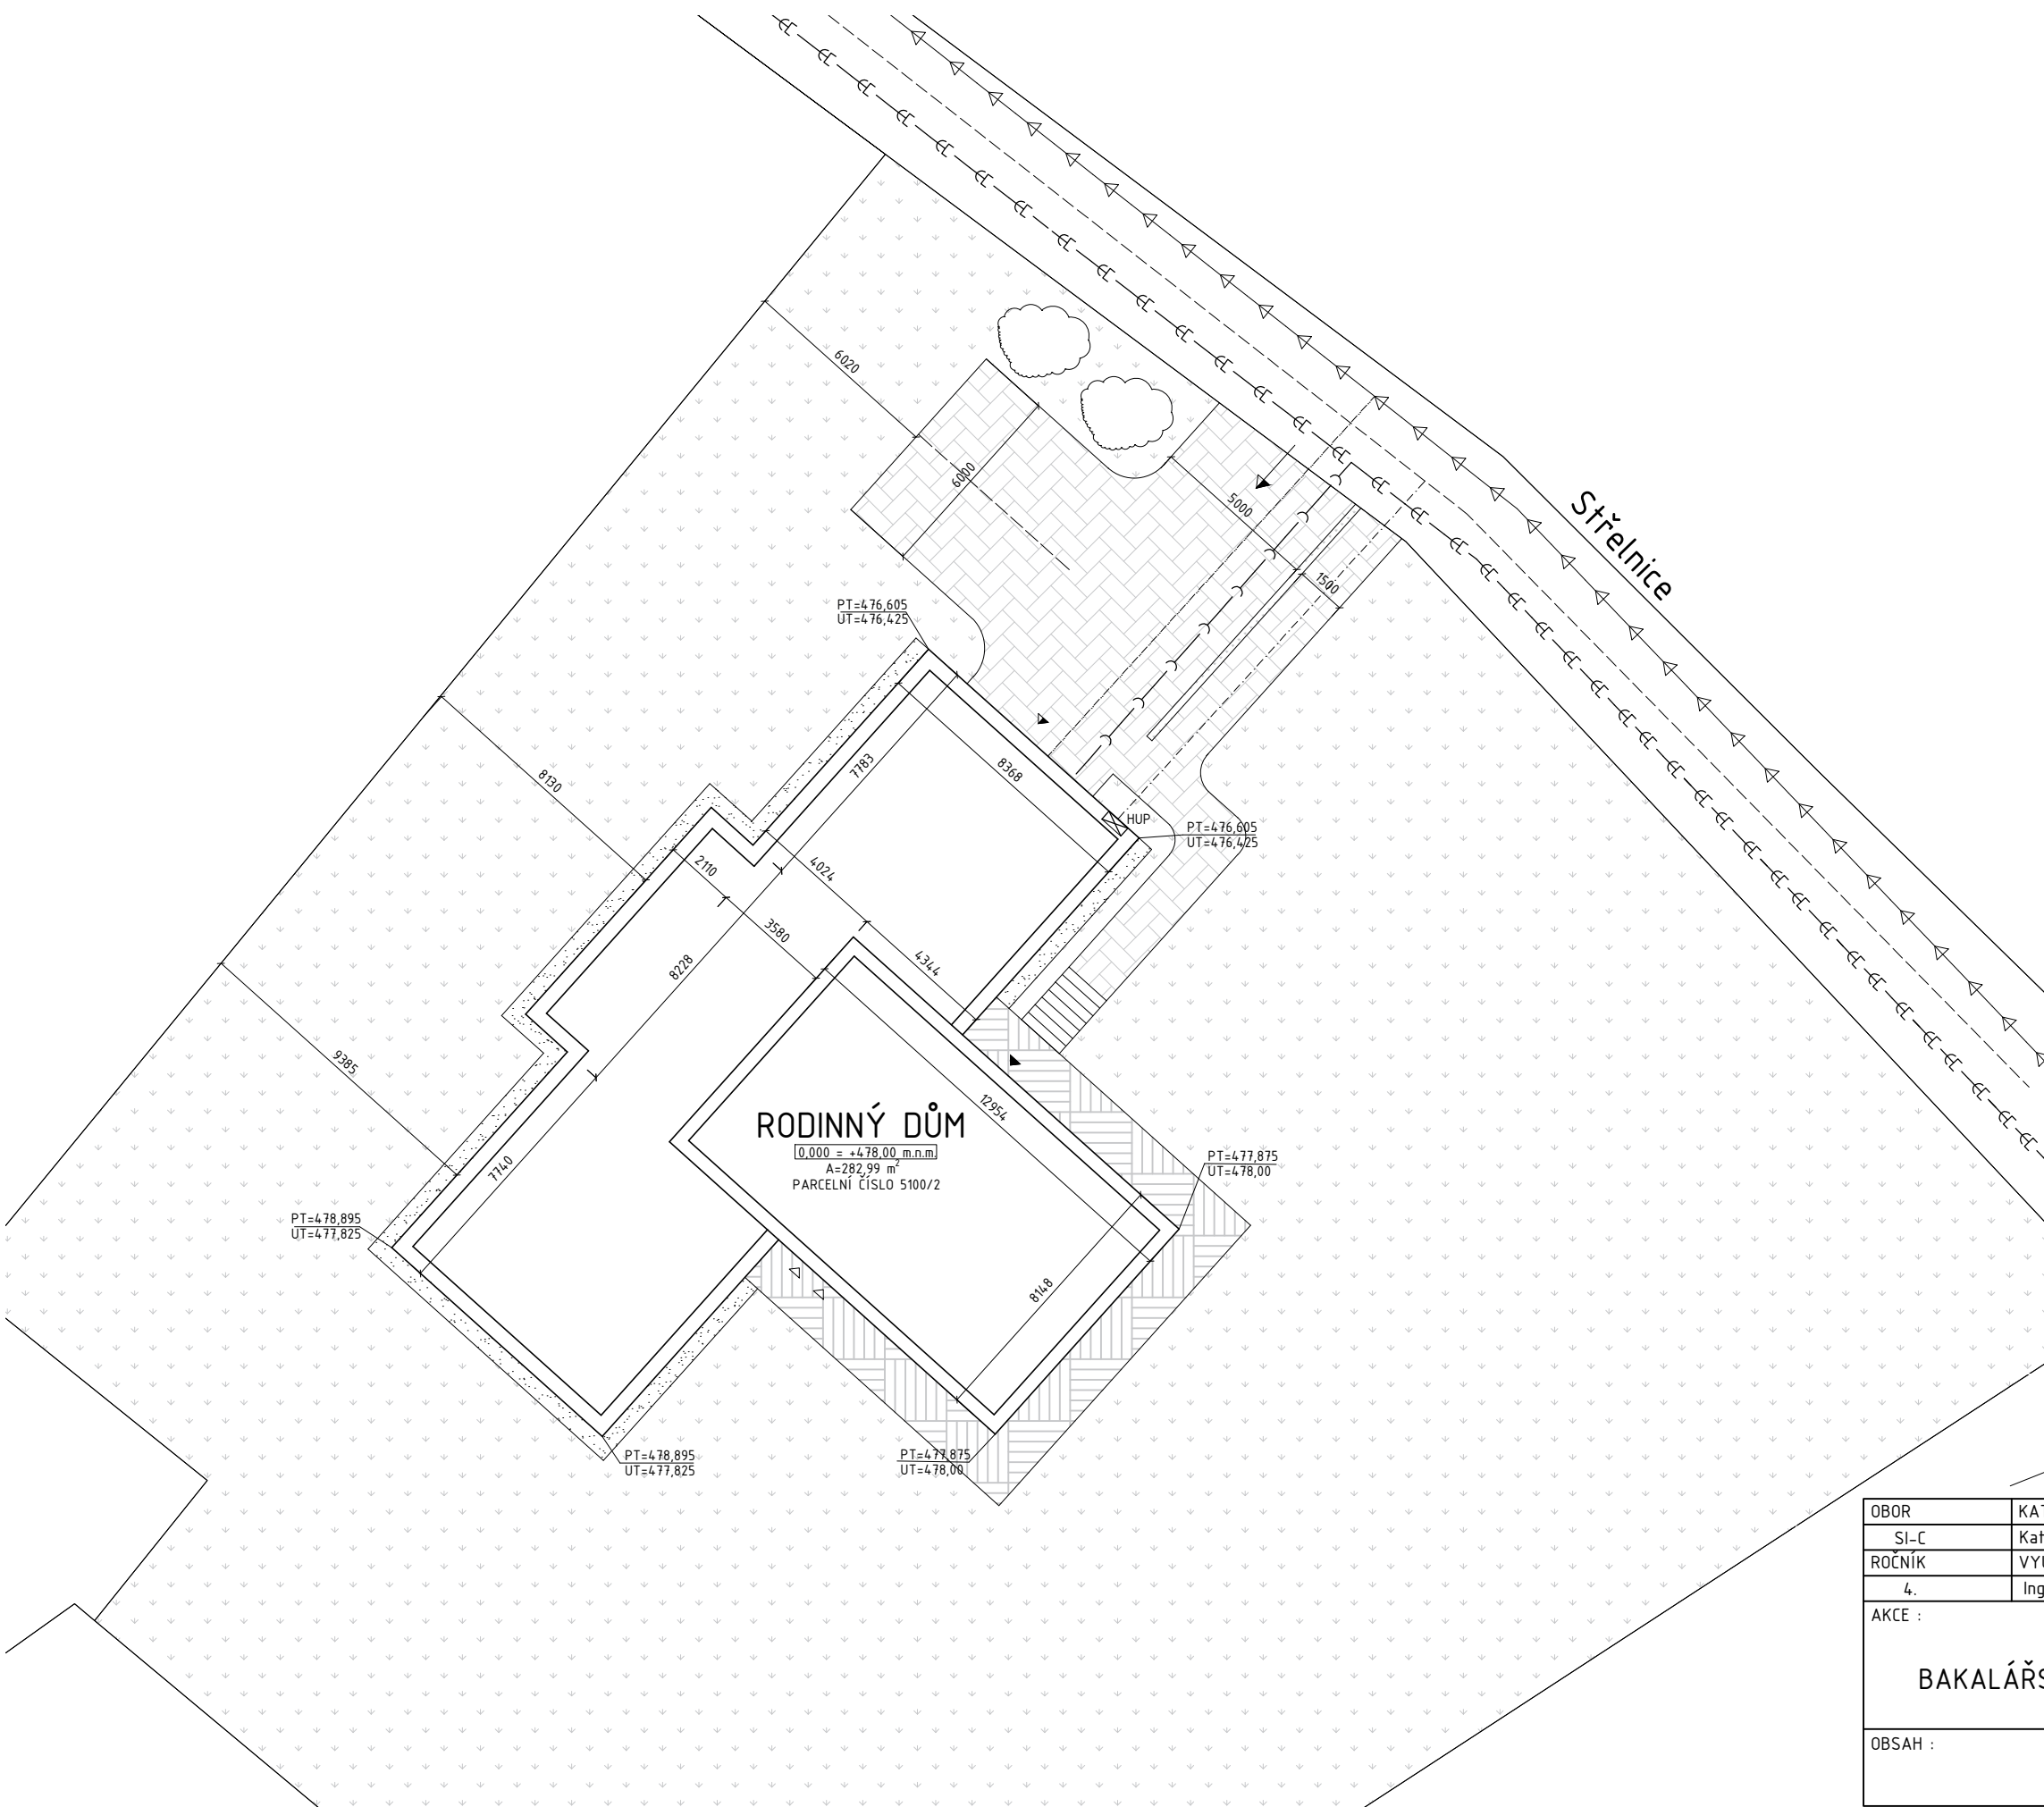 Střelnice
6020
6000
5000
1500
PT=476,605
UT=476,425
8130
7783
8368
HUP
PT=476,605
UT=476,425
2110
4024
3580
4344
8228
9385
12954
RODINNÝ DŮM
0,000 = +478,00 m.n.m.
A=282,99 m²
PARCELNÍ ČÍSLO 5100/2
7740
PT=477,875
UT=478,00
PT=478,895
UT=477,825
8148
PT=478,895
UT=477,825
PT=477,875
UT=478,00
OBOR
SI-C
ROČNÍK
4.
Ing
AKCE :
BAKALÁŘS
OBSAH :